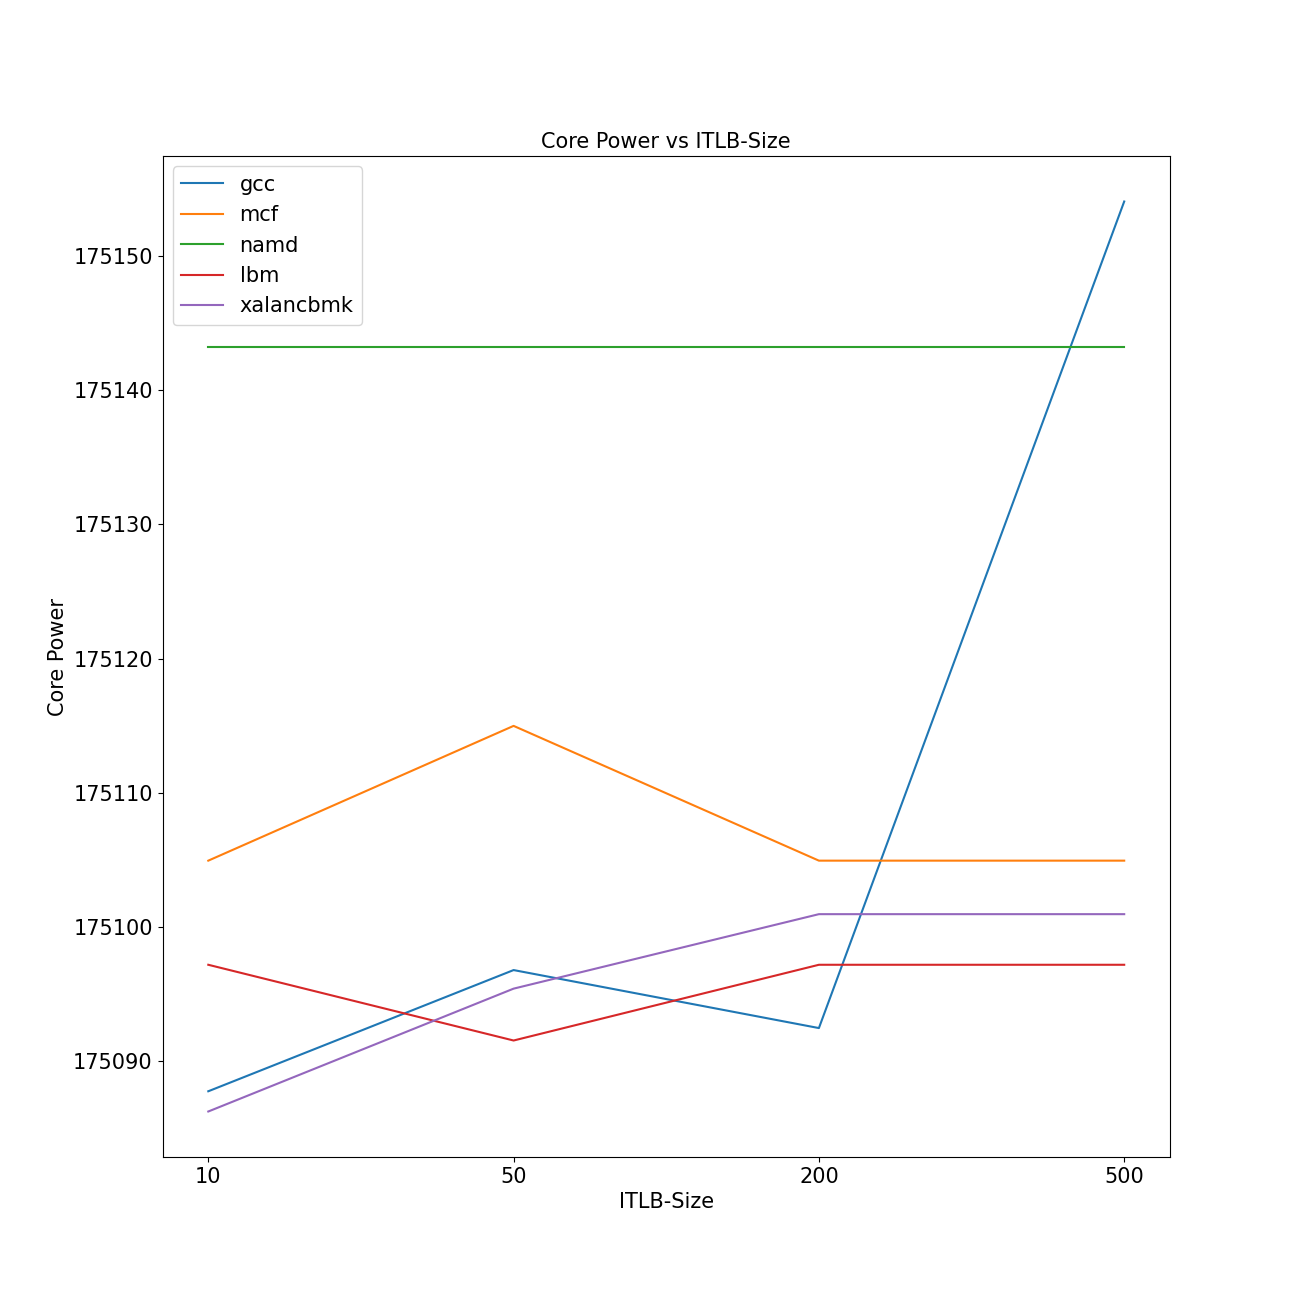 Core Power vs ITLB-Size
gcc
mcf
namd
lbm
xalancbmk
175150
175140
175130
175120
175110
175100
175090
Core Power
10 50 200 500
ITLB-Size